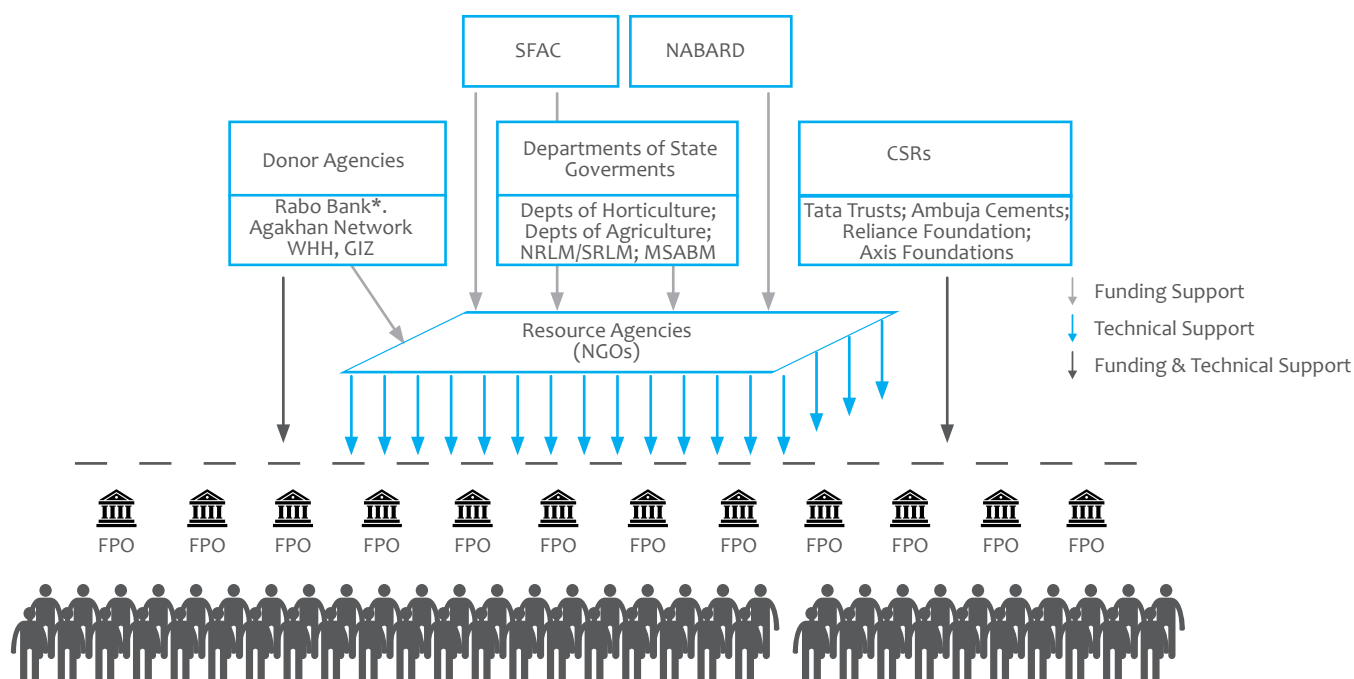 SFAC
NABARD
Donor Agencies
Rabo Bank*.
Agakhan Network
WHH, GIZ
Departments of State
Goverments
Depts of Horticulture;
Depts of Agriculture;
NRLM/SRLM; MSABM
CSRs
Tata Trusts; Ambuja Cements;
Reliance Foundation;
Axis Foundations
Funding Support
Technical Support
Funding & Technical Support
Resource Agencies
(NGOs)
FPO FPO FPO FPO FPO FPO FPO FPO FPO FPO FPO FPO